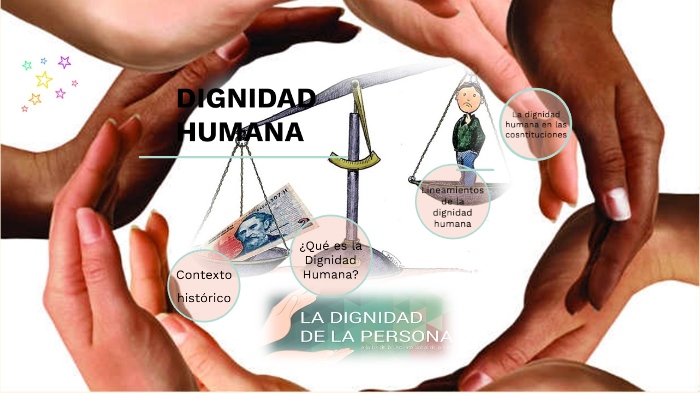 DIGNIDAD
HUMANA
La dignidad
humana en las
cosntituciones
Lineamientos
de la
dignidad
humana
¿Qué es la
Dignidad
Humana?
Contexto
histórico
LA DIGNIDAD
DE LA PERSONA